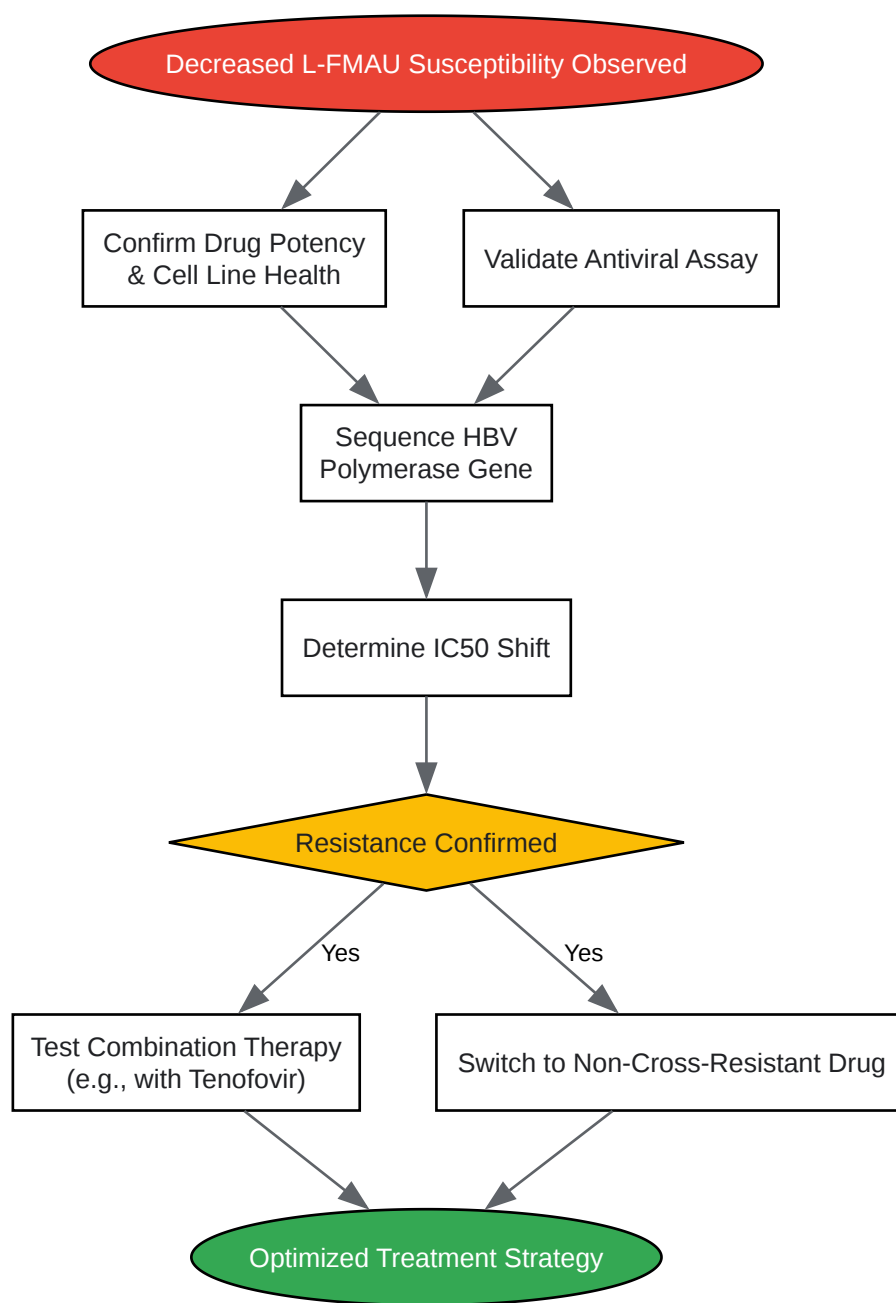 Decreased L-FMAU Susceptibility Observed
Confirm Drug Potency
& Cell Line Health
Validate Antiviral Assay
Sequence HBV
Polymerase Gene
Determine IC50 Shift
Resistance Confirmed
Yes
Yes
Test Combination Therapy
(e.g., with Tenofovir)
Switch to Non-Cross-Resistant Drug
Optimized Treatment Strategy